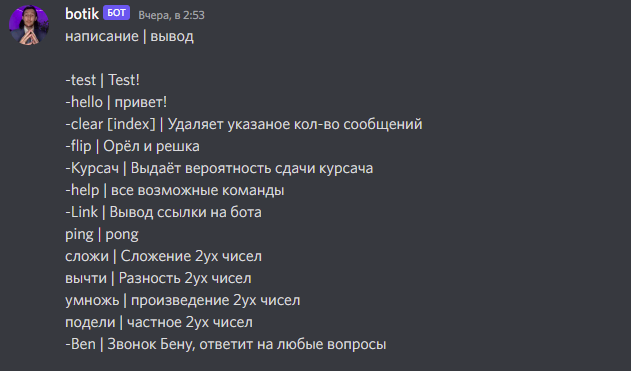 botik БОТ Вчера, в 2:53
написание | вывод
-test | Test!
-hello | привет!
-clear [index] | Удаляет указаное кол-во сообщений
-flip | Орёл и решка
-Курсач | Выдаёт вероятность сдачи курсача
-help | все возможные команды
-Link | Вывод ссылки на бота
ping | pong
сложи | Сложение 2ух чисел
вычти | Разность 2ух чисел
умножь | произведение 2ух чисел
подели | частное 2ух чисел
-Ben | Звонок Бену, ответит на любые вопросы